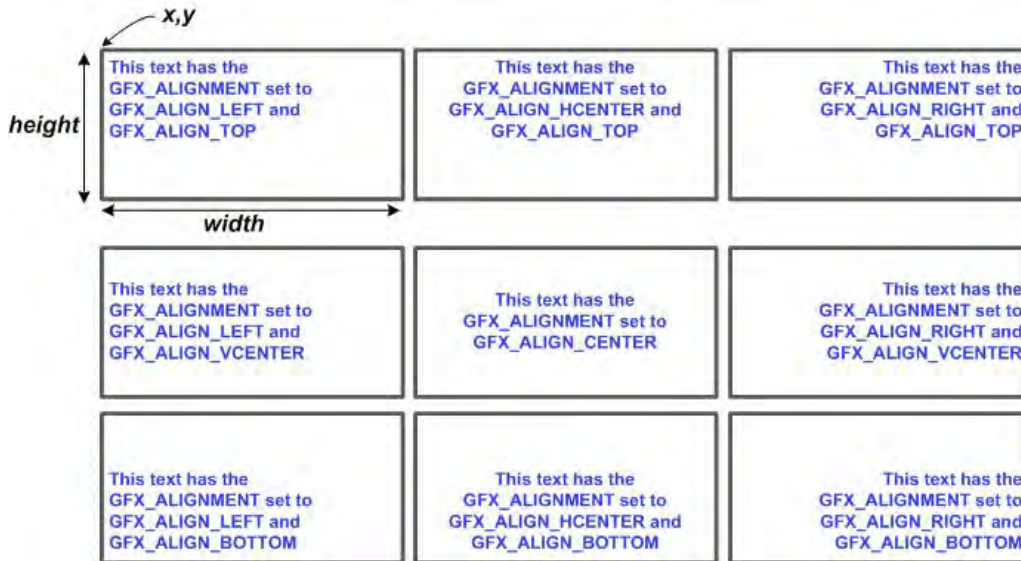 x,y
height
width
This text has the
GFX_ALIGNMENT set to
GFX_ALIGN_LEFT and
GFX_ALIGN_TOP
This text has the
GFX_ALIGNMENT set to
GFX_ALIGN_HCENTER and
GFX_ALIGN_TOP
This text has the
GFX_ALIGNMENT set to
GFX_ALIGN_RIGHT and
GFX_ALIGN_TOP
This text has the
GFX_ALIGNMENT set to
GFX_ALIGN_LEFT and
GFX_ALIGN_VCENTER
This text has the
GFX_ALIGNMENT set to
GFX_ALIGN_CENTER
This text has the
GFX_ALIGNMENT set to
GFX_ALIGN_RIGHT and
GFX_ALIGN_VCENTER
This text has the
GFX_ALIGNMENT set to
GFX_ALIGN_LEFT and
GFX_ALIGN_BOTTOM
This text has the
GFX_ALIGNMENT set to
GFX_ALIGN_HCENTER and
GFX_ALIGN_BOTTOM
This text has the
GFX_ALIGNMENT set to
GFX_ALIGN_RIGHT and
GFX_ALIGN_BOTTOM